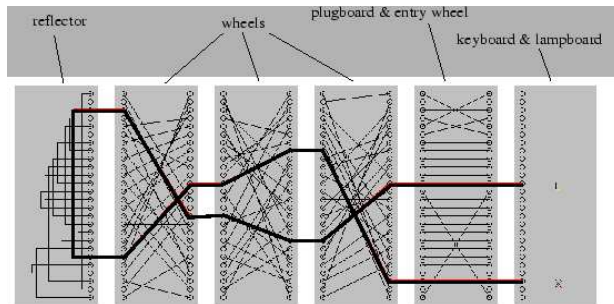 reflector
wheels
plugboard & entry wheel
keyboard & lampboard